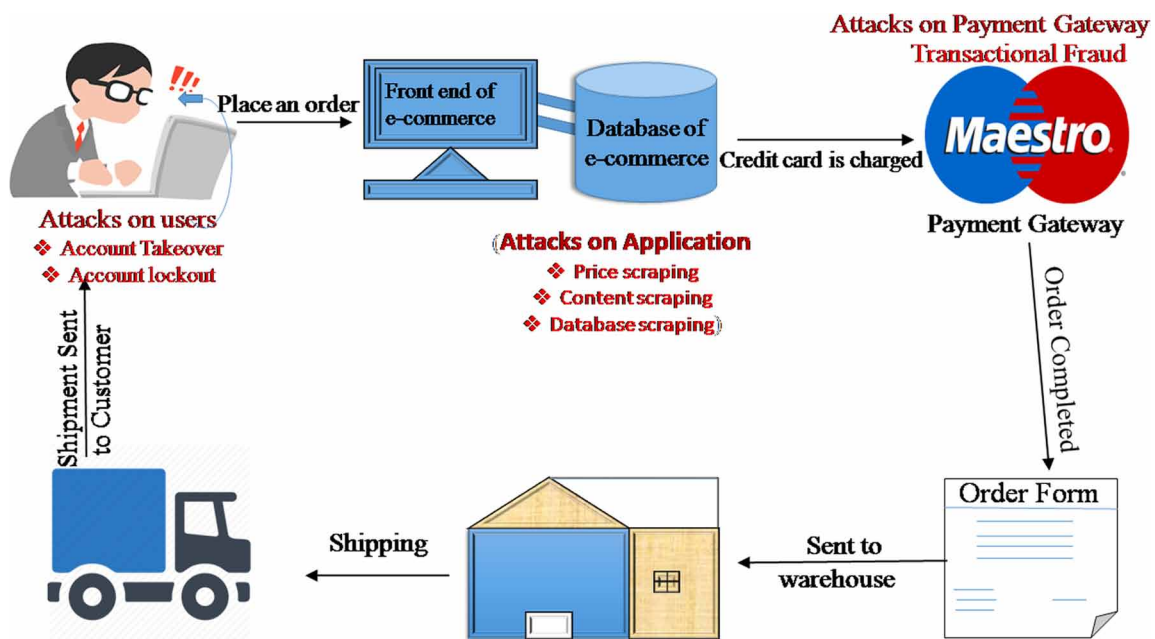 Attacks on Payment Gateway
Transactional Fraud
!!!
Place an order
Front end of
e-commerce
Database of
e-commerce
Credit card is charged
Maestro®
Payment Gateway
Attacks on users
❖ Account Takeover
❖ Account lockout
(Attacks on Application
❖ Price scraping
❖ Content scraping
❖ Database scraping)
Order Completed
Shipment Sent
to Customer
Order Form
Shipping
Sent to
warehouse